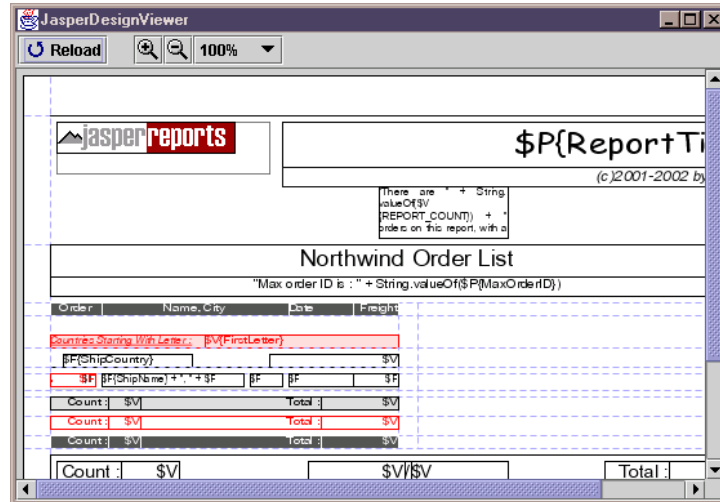 JasperDesignViewer
Reload 100%
jasperreports
$P{ReportTi
(c)2001-2002 by
"There are " + String.
valueOf($V
{REPORT_COUNT}) + "
orders on this report, with a
Northwind Order List
"Max order ID is : " + String.valueOf($P{MaxOrderID})
Order Name, City Date Freight
Countries Starting With Letter : $V{FirstLetter}
$F{ShipCountry} $V
$F $F{ShipName} + ", " + $F $F $F $F
Count : $V Total : $V
Count : $V Total : $V
Count : $V Total : $V
Count : $V $V/$V Total :